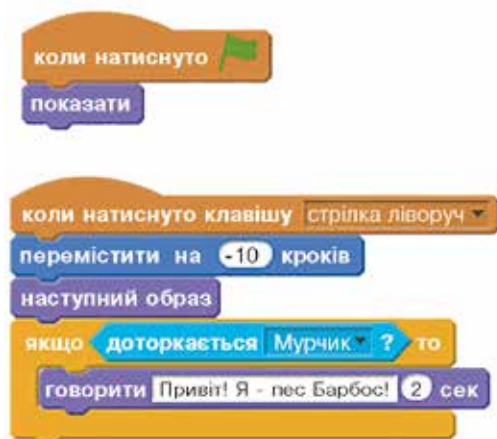 коли натиснуто
показати
коли натиснуто клавішу стрілка ліворуч
перемістити на -10 кроків
наступний образ
якщо доторкається Мурчик ? то
говорити Привіт! Я - пес Барбос! 2 сек